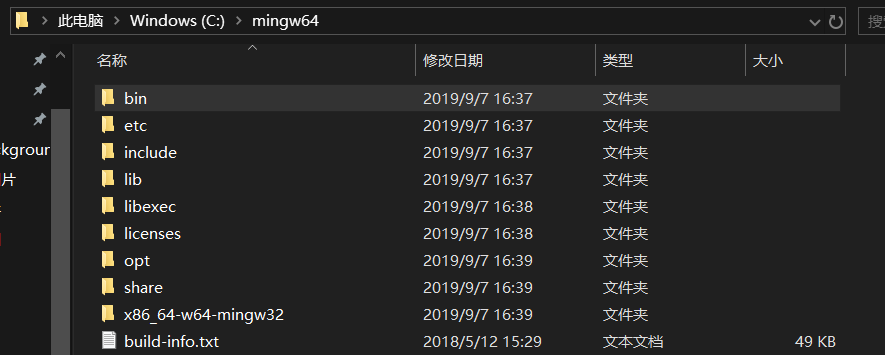 此电脑 > Windows (C:) > mingw64
名称 修改日期 类型 大小
bin 2019/9/7 16:37 文件夹
etc 2019/9/7 16:37 文件夹
include 2019/9/7 16:37 文件夹
lib 2019/9/7 16:37 文件夹
libexec 2019/9/7 16:38 文件夹
licenses 2019/9/7 16:38 文件夹
opt 2019/9/7 16:39 文件夹
share 2019/9/7 16:39 文件夹
x86_64-w64-mingw32 2019/9/7 16:39 文件夹
build-info.txt 2018/5/12 15:29 文本文档 49 KB